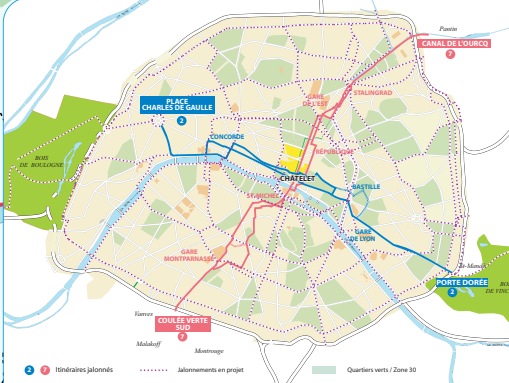 Pantin
CANAL DE L'OURCQ
7
STALINGRAD
GARE
DE L'EST
PLACE
CHARLES DE GAULE
2
CONCORDE
RÉPUBLIQUE
BOIS
DE BOULOGNE
CHÂTELET
BASTILLE
ST-MICHEL
GARE
DE LYON
GARE
MONTPARNASSE
St-Mandé
PORTE DORÉE
2
BOIS
DE VINC
Vanves
COULÉE VERTE
SUD
7
Malakoff
Montrouge
2 7 Itinéraires jalonnés
Jalonnements en projet
Quartiers verts / Zone 30